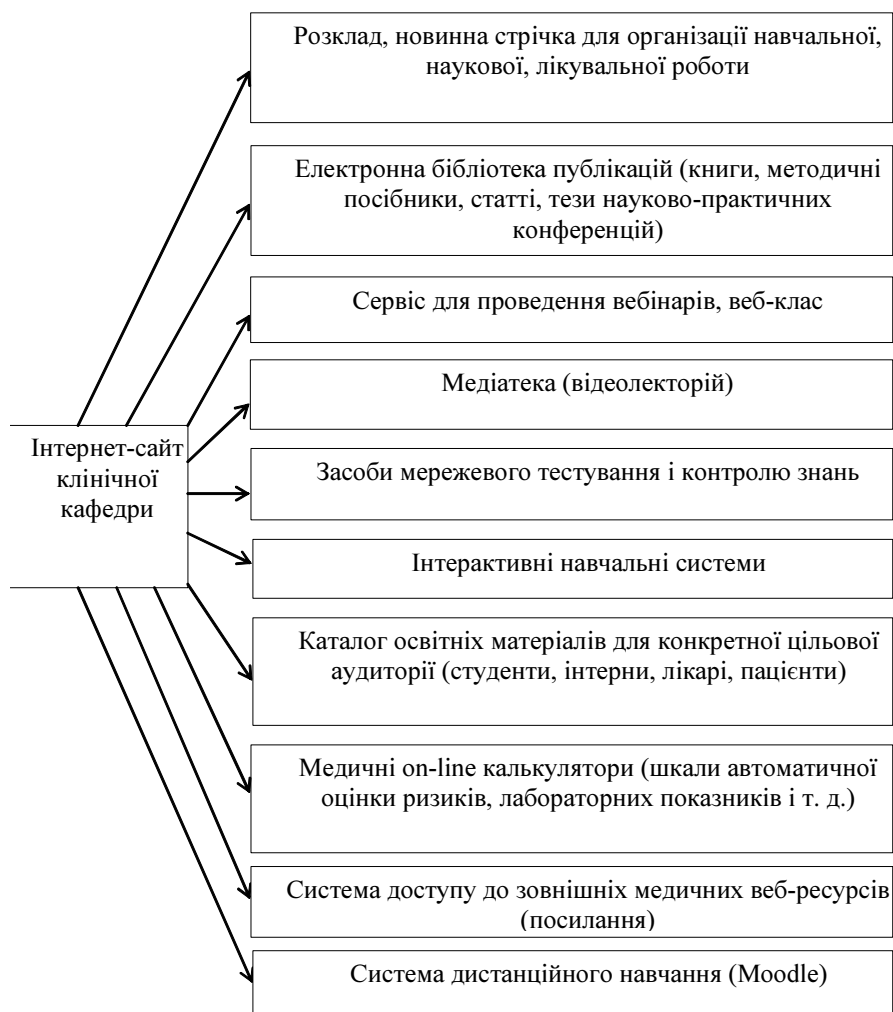 Розклад, новинна стрічка для організації навчальної,
наукової, лікувальної роботи
Електронна бібліотека публікацій (книги, методичні
посібники, статті, тези науково-практичних
конференцій)
Сервіс для проведення вебінарів, веб-клас
Медіатека (відеолекторій)
Інтернет-сайт
клінічної
кафедри
Засоби мережевого тестування і контролю знань
Інтерактивні навчальні системи
Каталог освітніх матеріалів для конкретної цільової
аудиторії (студенти, інтерни, лікарі, пацієнти)
Медичні on-line калькулятори (шкали автоматичної
оцінки ризиків, лабораторних показників і т. д.)
Система доступу до зовнішніх медичних веб-ресурсів
(посилання)
Система дистанційного навчання (Moodle)